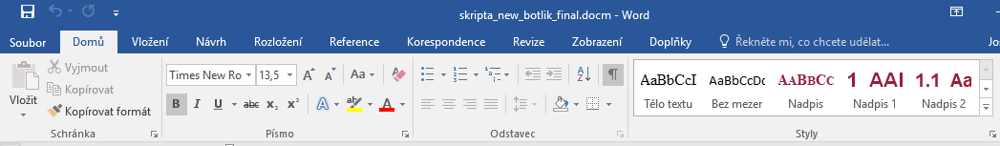 skripta_new_botlik_final.docm - Word
Soubor Domů Vložení Návrh Rozložení Reference Korespondence Revize Zobrazení Doplňky Řekněte mi, co chcete udělat... Jo
Vložit
Vyjmout
Kopírovat
Kopírovat formát
Schránka
Times New Ro 13,5 A A Aa
B I U abc x₂ x² A ab A
Písmo
Odstavec
AaBbCcI AaBbCcDc AaBbCc 1 AAI 1.1 Aa
Tělo textu Bez mezer Nadpis Nadpis 1 Nadpis 2
Styly